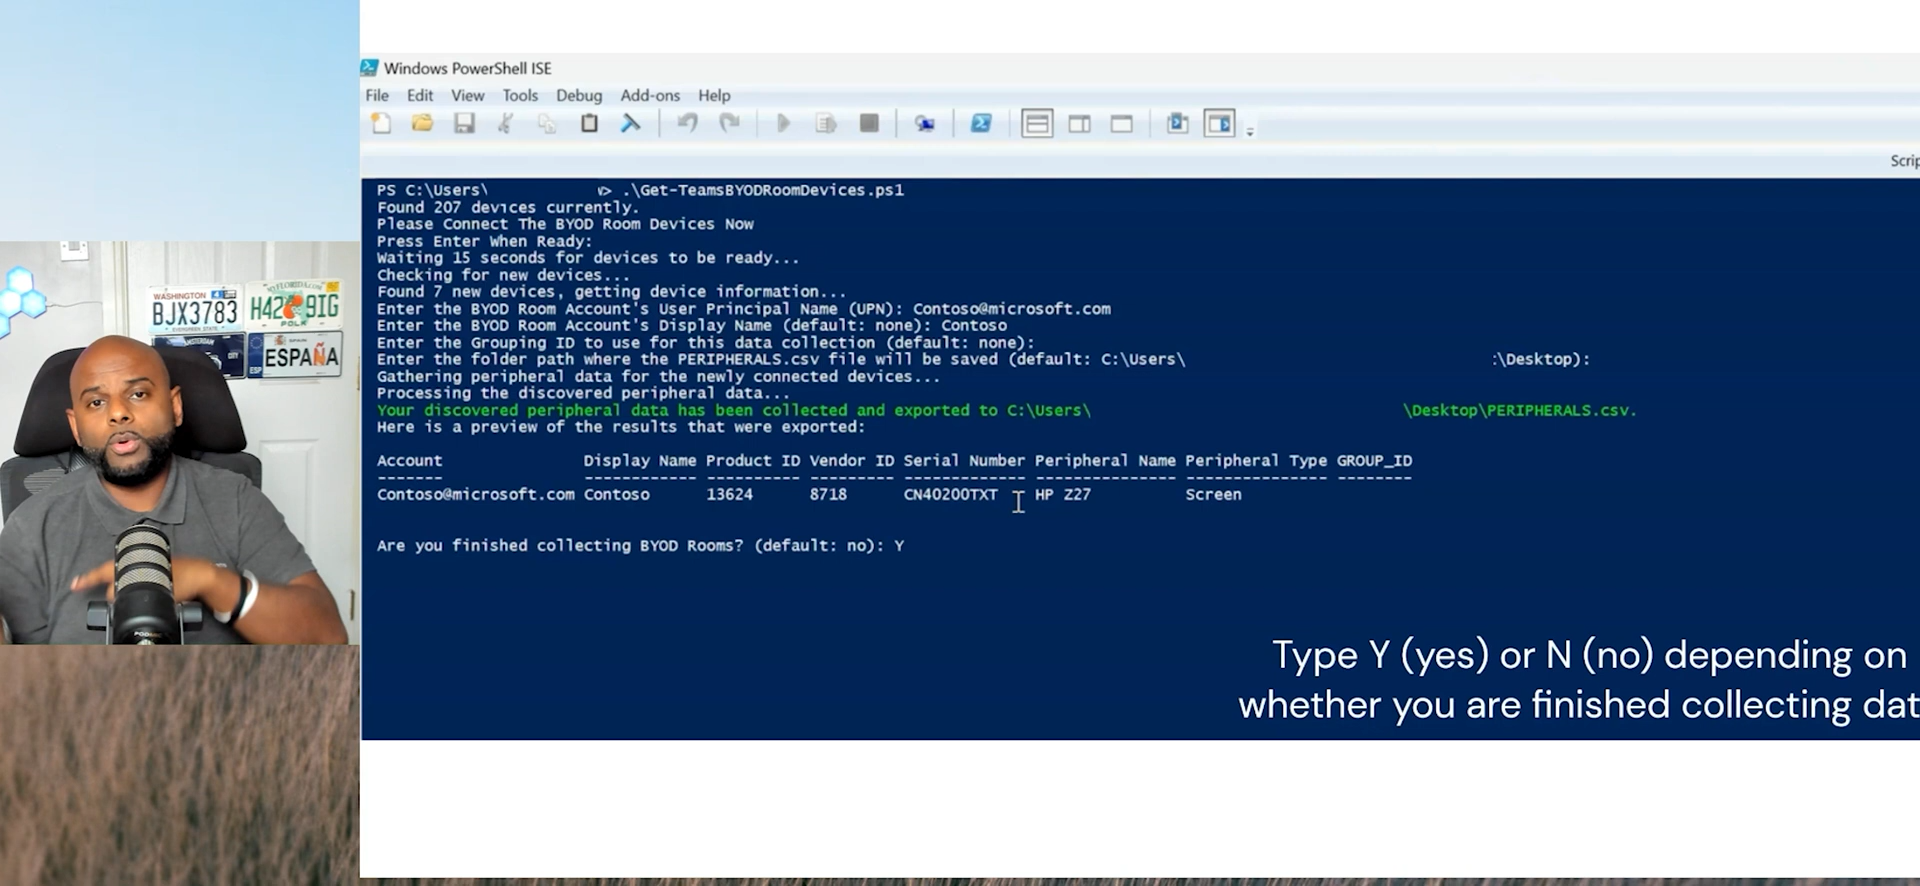 Windows PowerShell ISE
File Edit View Tools Debug Add-ons Help
PS C:\Users\ > .\Get-TeamsBYODRoomDevices.ps1
Found 207 devices currently.
Please Connect The BYOD Room Devices Now
Press Enter When Ready:
Waiting 15 seconds for devices to be ready...
Checking for new devices...
Found 7 new devices, getting device information...
Enter the BYOD Room Account's User Principal Name (UPN): Contoso@microsoft.com
Enter the BYOD Room Account's Display Name (default: none): Contoso
Enter the Grouping ID to use for this data collection (default: none):
Enter the folder path where the PERIPHERALS.csv file will be saved (default: C:\Users\ :\Desktop):
Gathering peripheral data for the newly connected devices...
Processing the discovered peripheral data...
Your discovered peripheral data has been collected and exported to C:\Users\ \Desktop\PERIPHERALS.csv.
Here is a preview of the results that were exported:
Account Display Name Product ID Vendor ID Serial Number Peripheral Name Peripheral Type GROUP_ID
------- ------------ ---------- --------- ------------- --------------- --------------- --------
Contoso@microsoft.com Contoso 13624 8718 CN40200TXT HP Z27 Screen
Are you finished collecting BYOD Rooms? (default: no): Y
Type Y (yes) or N (no) depending on
whether you are finished collecting dat
WASHINGTON
BJX3783
POLK
ESP ESPAÑA